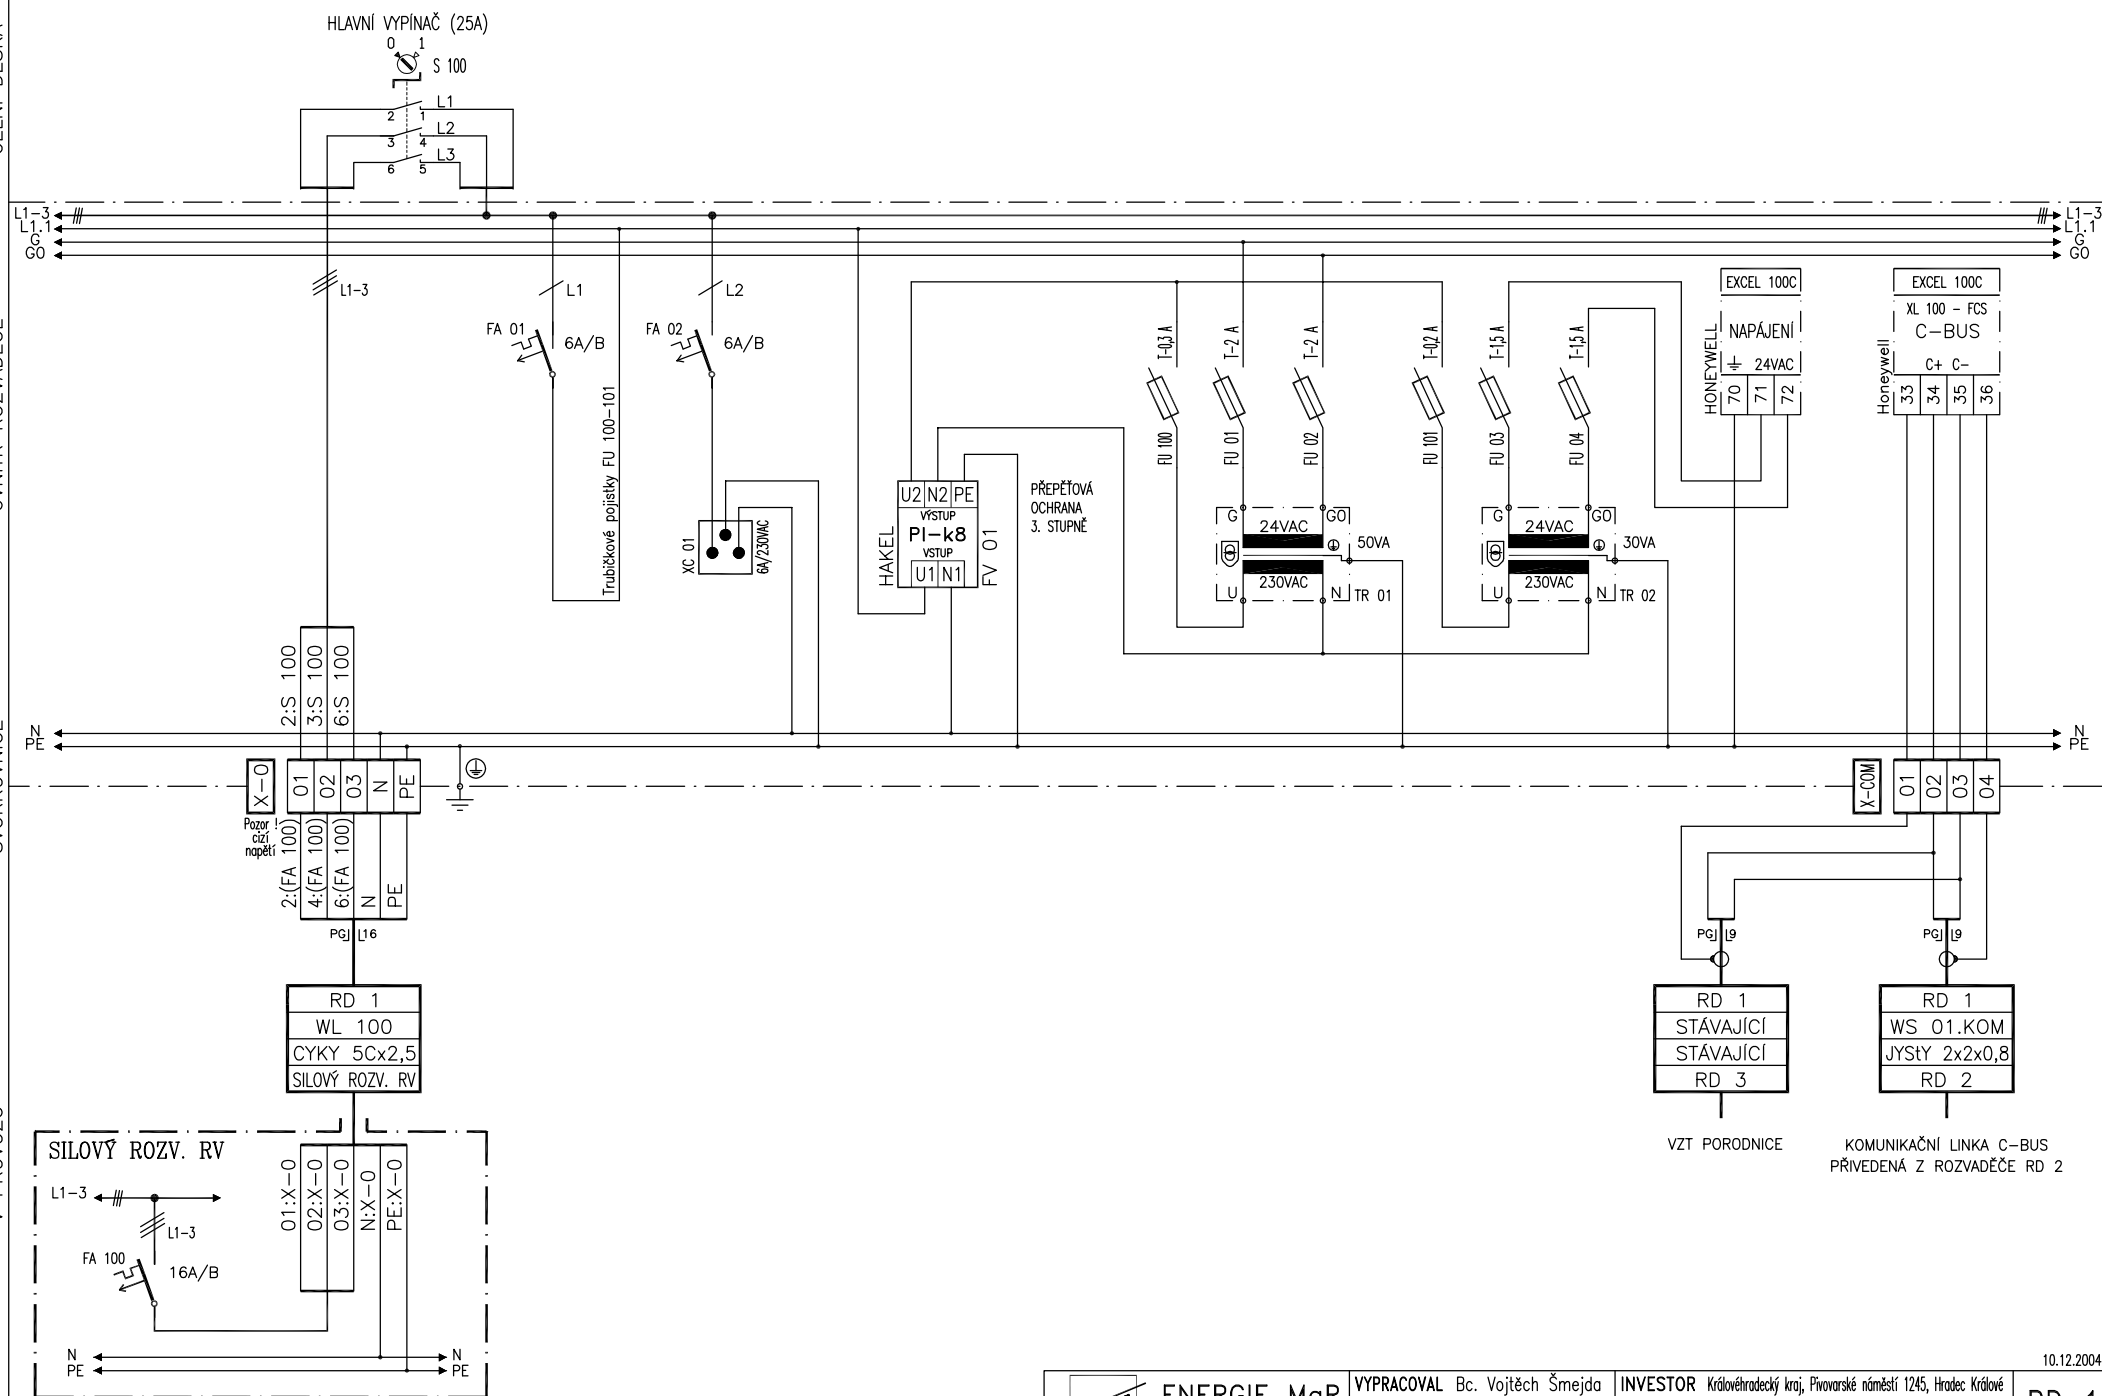 HLAVNÍ VYPÍNAČ (25A)
0 1
S 100
L1
2 1
L2
3 4
L3
6 5
L1-3
L1.1
G
G0
L1-3
L1.1
G
G0
L1-3
L1
FA 01
6A/B
Trubičkové pojistky FU 100-101
L2
FA 02
6A/B
XC 01
6A/230VAC
HAKEL
U2 N2 PE
VÝSTUP
PI-k8
VSTUP
U1 N1
FV 01
PŘEPĚŤOVÁ
OCHRANA
3. STUPNĚ
T-0,3 A
FU 100
T-2 A
FU 01
T-2 A
FU 02
T-0,2 A
FU 101
T-1,5 A
FU 03
T-1,5 A
FU 04
G
24VAC
G0
50VA
230VAC
U
N
TR 01
G
24VAC
G0
30VA
230VAC
U
N
TR 02
EXCEL 100C
HONEYWELL
NAPÁJENÍ
24VAC
70 71 72
EXCEL 100C
XL 100 - FCS
C-BUS
Honeywell
C+ C-
33 34 35 36
2:S 100
3:S 100
6:S 100
N
PE
N
PE
X-0
01 02 03 N PE
Pozor !
cizí
napětí
2:(FA 100)
4:(FA 100)
6:(FA 100)
N
PE
PG 16
RD 1
WL 100
CYKY 5Cx2,5
SILOVÝ ROZV. RV
X-COM
01 02 03 04
PG 9
PG 9
RD 1
STÁVAJÍCÍ
STÁVAJÍCÍ
RD 3
VZT PORODNICE
RD 1
WS 01.KOM
JYStY 2x2x0,8
RD 2
KOMUNIKAČNÍ LINKA C-BUS
PŘIVEDENÁ Z ROZVADĚČE RD 2
SILOVÝ ROZV. RV
L1-3
L1-3
FA 100
16A/B
01:X-0
02:X-0
03:X-0
N:X-0
PE:X-0
N
PE
N
PE
10.12.2004
ENERGIE MaR
VYPRACOVAL Bc. Vojtěch Šmejda
INVESTOR Královéhradecký kraj, Pivovarské náměstí 1245, Hradec Králové